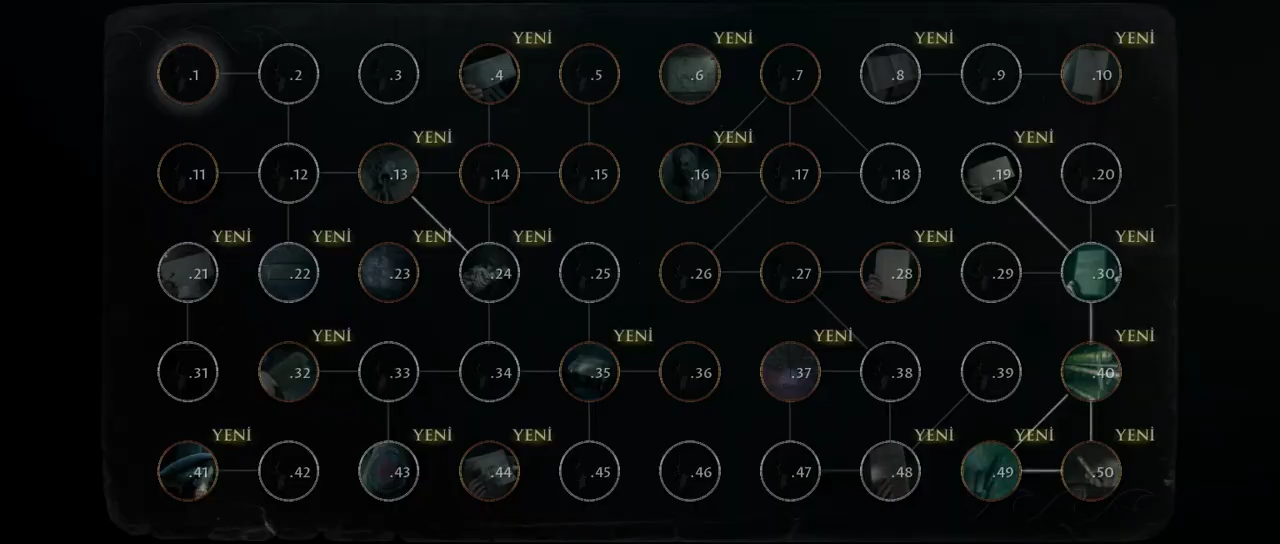 YENİ YENİ YENİ YENİ
.1 .2 .3 .4 .5 .6 .7 .8 .9 .10
YENİ YENİ YENİ
.11 .12 .13 .14 .15 .16 .17 .18 .19 .20
YENİ YENİ YENİ YENİ YENİ YENİ
.21 .22 .23 .24 .25 .26 .27 .28 .29 .30
YENİ YENİ YENİ YENİ
.31 .32 .33 .34 .35 .36 .37 .38 .39 .40
YENİ YENİ YENİ YENİ YENİ YENİ
.41 .42 .43 .44 .45 .46 .47 .48 .49 .50